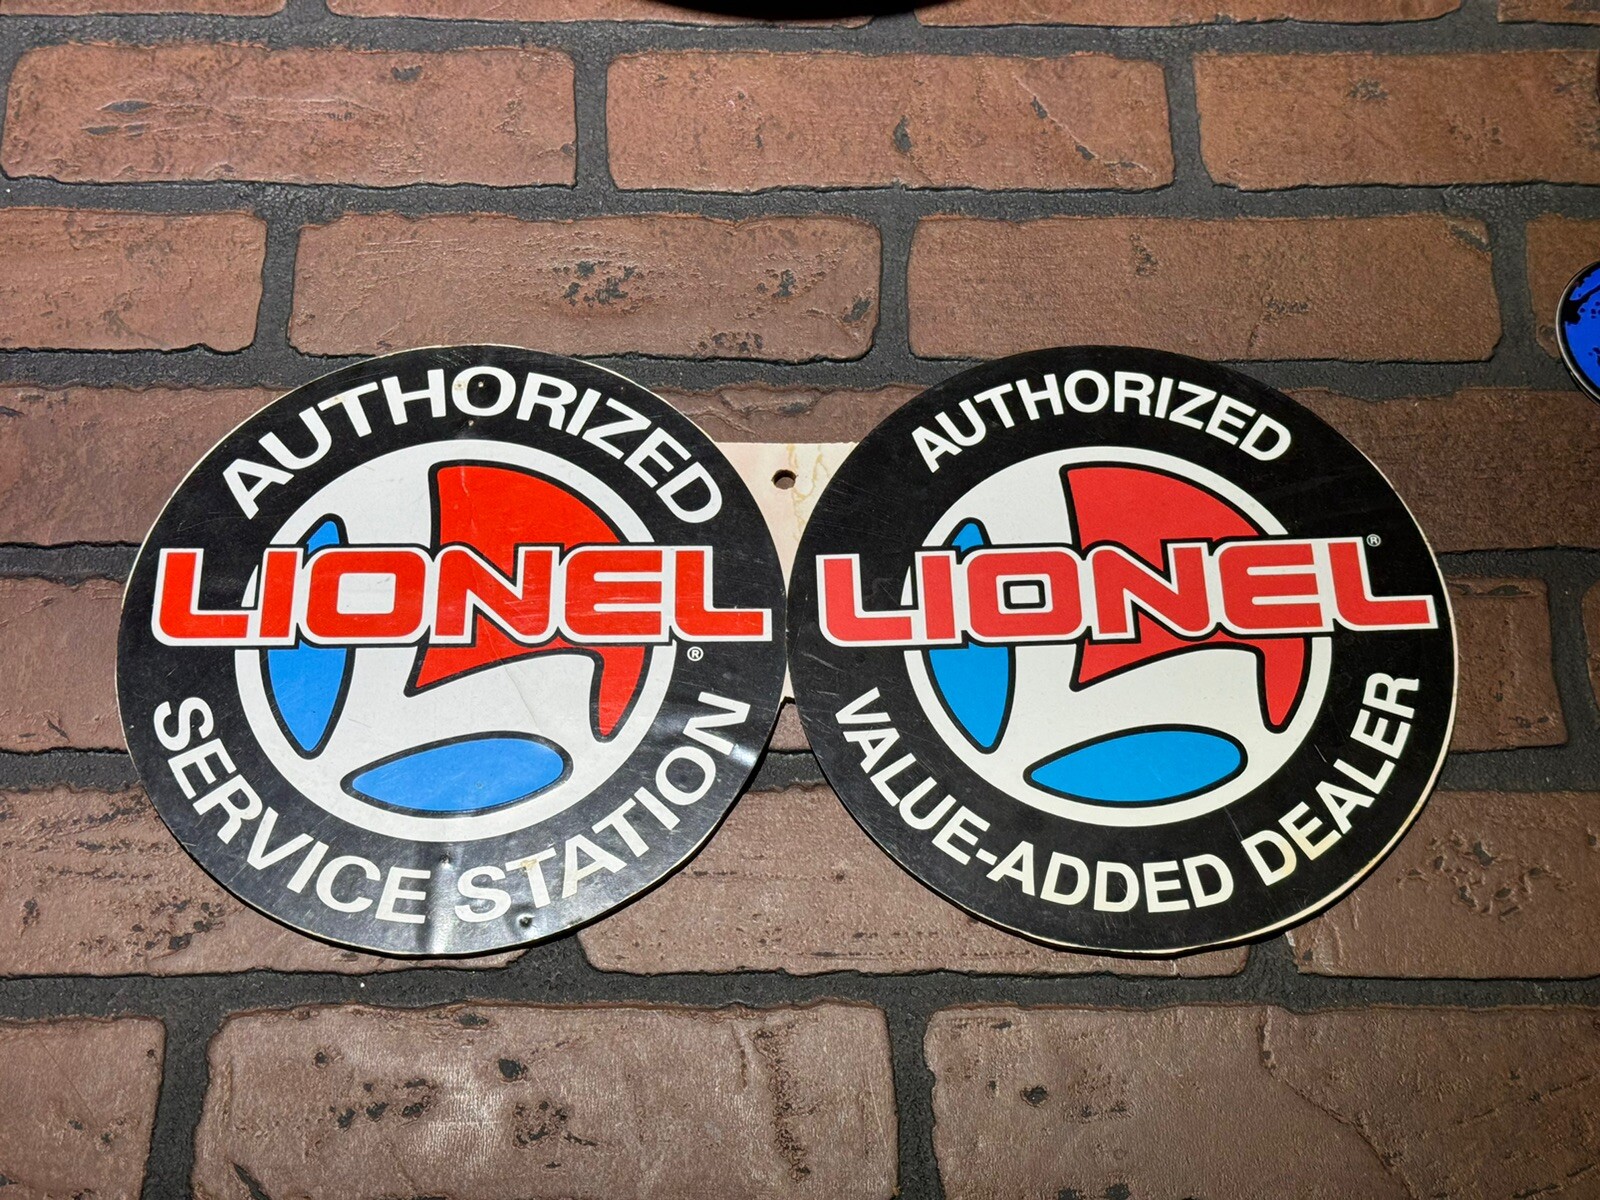 AUTHORIZED
LIONEL®
SERVICE STATION
AUTHORIZED
LIONEL®
VALUE-ADDED DEALER